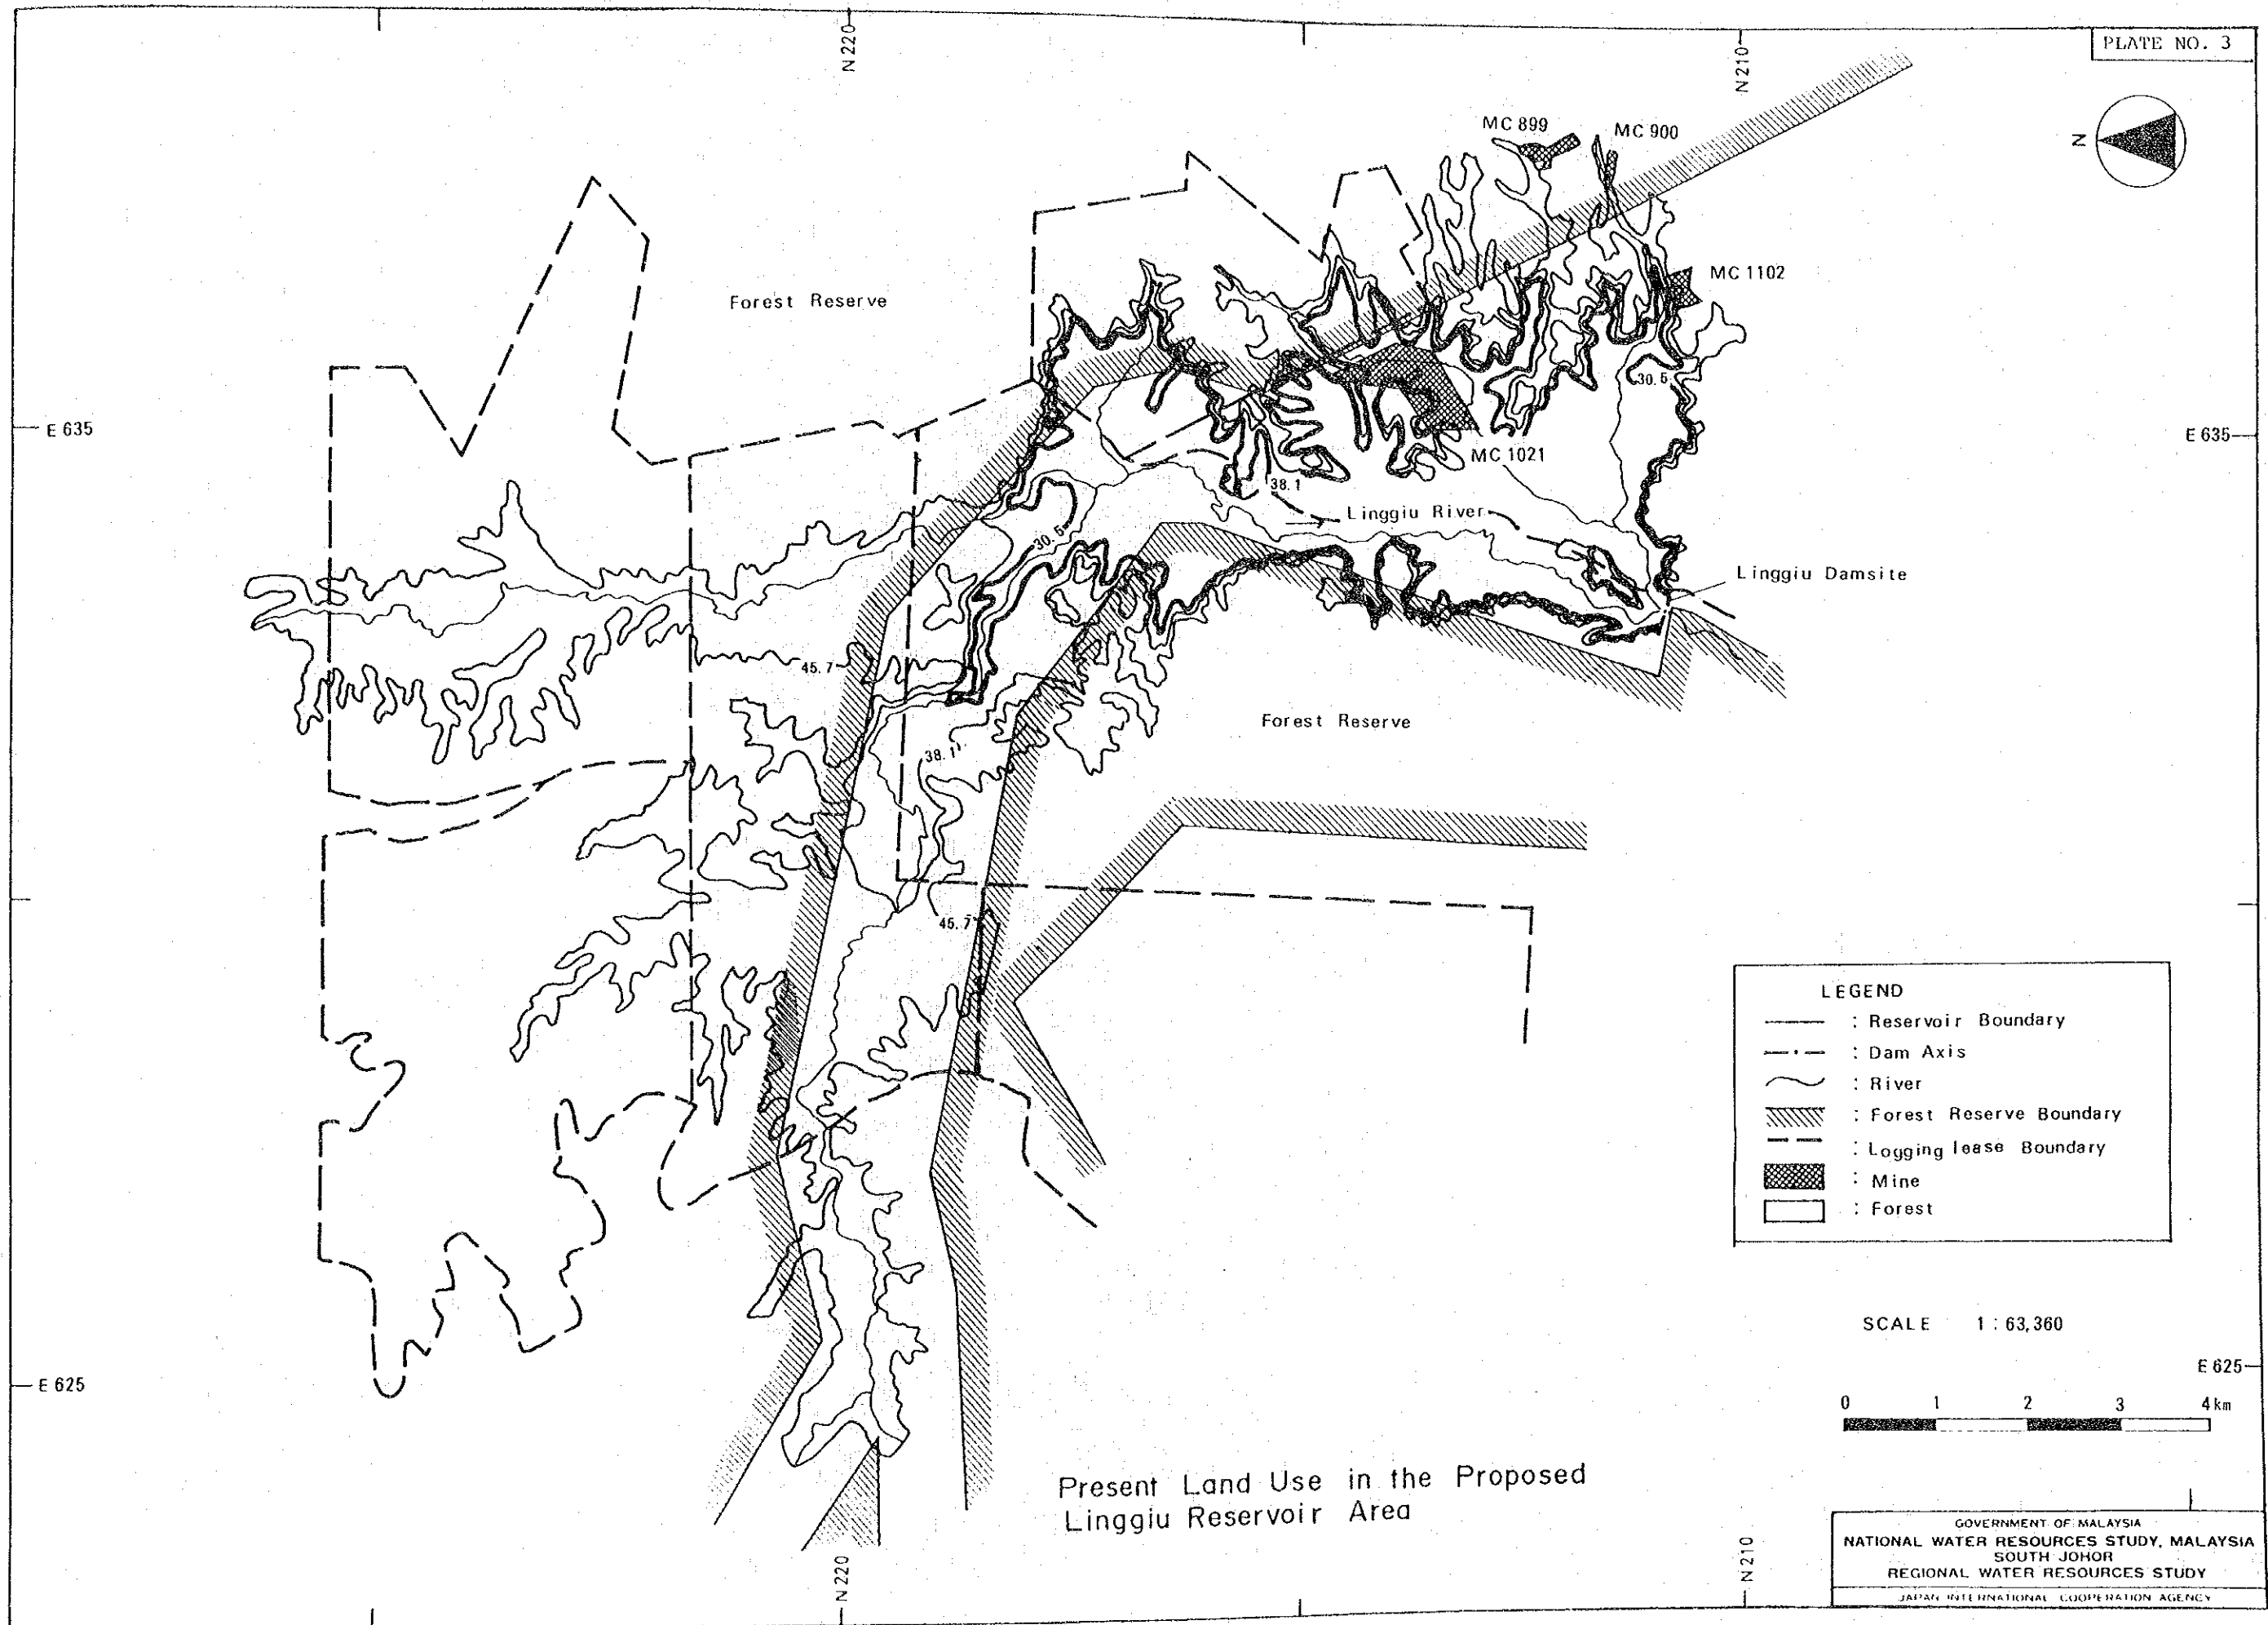 PLATE NO. 3
N 220
N 210
N
MC 899
MC 900
MC 1102
Forest Reserve
30.5
E 635
E 635
MC 1021
38.1
Linggiu River
30.5
Linggiu Damsite
45.7
Forest Reserve
38.1
45.7
LEGEND
: Reservoir Boundary
: Dam Axis
: River
: Forest Reserve Boundary
: Logging lease Boundary
: Mine
: Forest
SCALE 1 : 63,360
E 625
E 625
0 1 2 3 4 km
Present Land Use in the Proposed
Linggiu Reservoir Area
N 220
N 210
GOVERNMENT OF MALAYSIA
NATIONAL WATER RESOURCES STUDY, MALAYSIA
SOUTH JOHOR
REGIONAL WATER RESOURCES STUDY
JAPAN INTERNATIONAL COOPERATION AGENCY